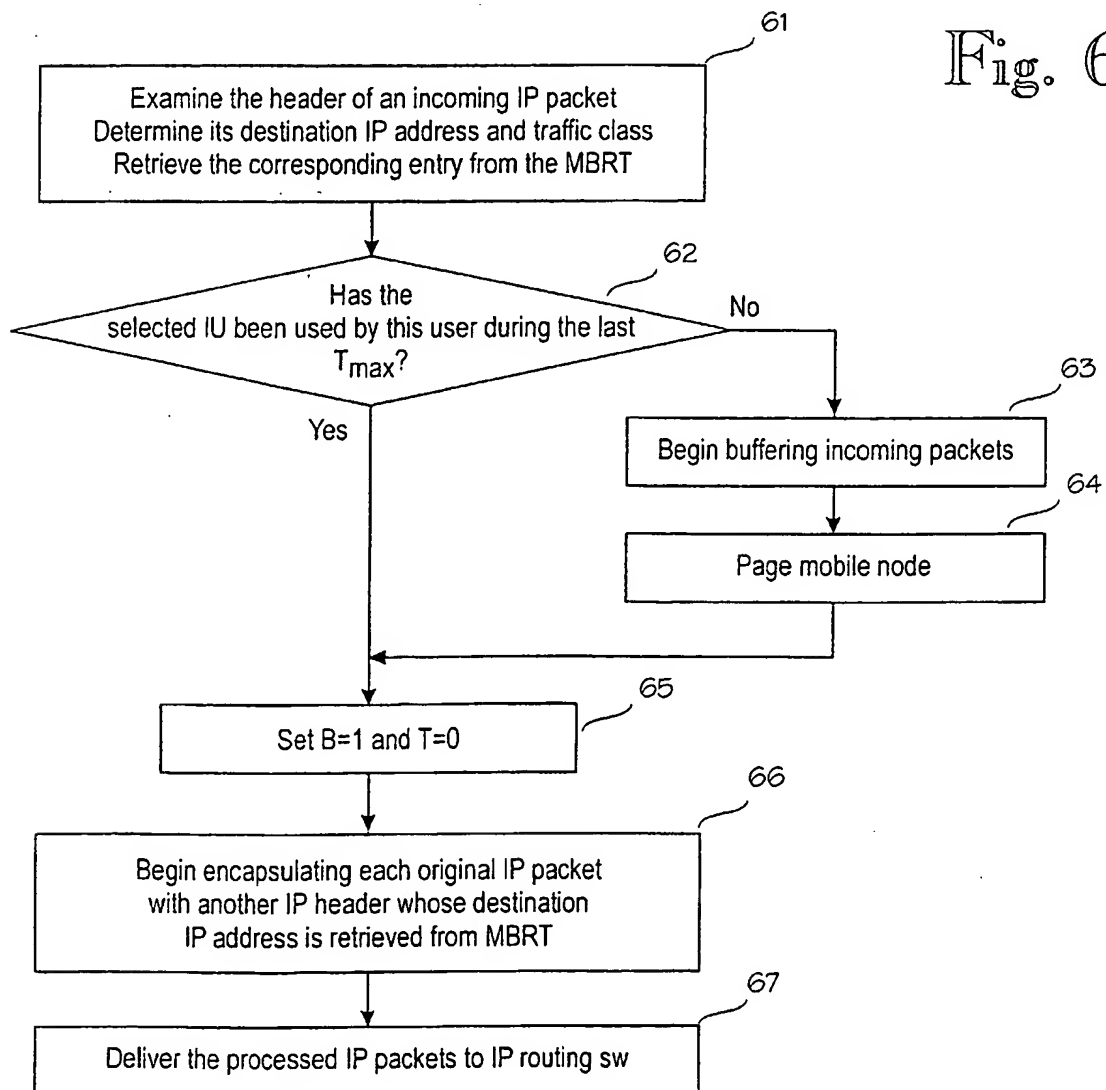 61
Fig. 6
Examine the header of an incoming IP packet
Determine its destination IP address and traffic class
Retrieve the corresponding entry from the MBRT
62
Has the
selected IU been used by this user during the last
Tmax?
No
Yes
63
Begin buffering incoming packets
64
Page mobile node
65
Set B=1 and T=0
66
Begin encapsulating each original IP packet
with another IP header whose destination
IP address is retrieved from MBRT
67
Deliver the processed IP packets to IP routing sw